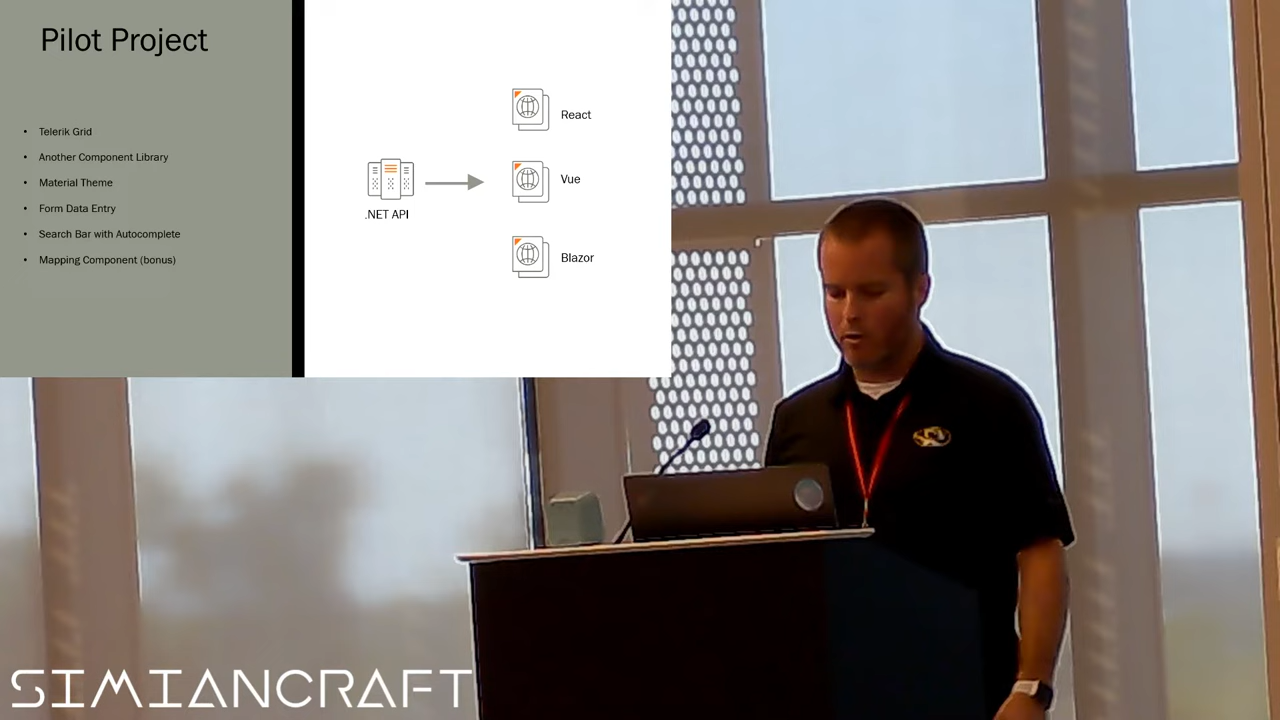 Pilot Project
• Telerik Grid
• Another Component Library
• Material Theme
• Form Data Entry
• Search Bar with Autocomplete
• Mapping Component (bonus)
React
Vue
.NET API
Blazor
SIMIANCRAFT